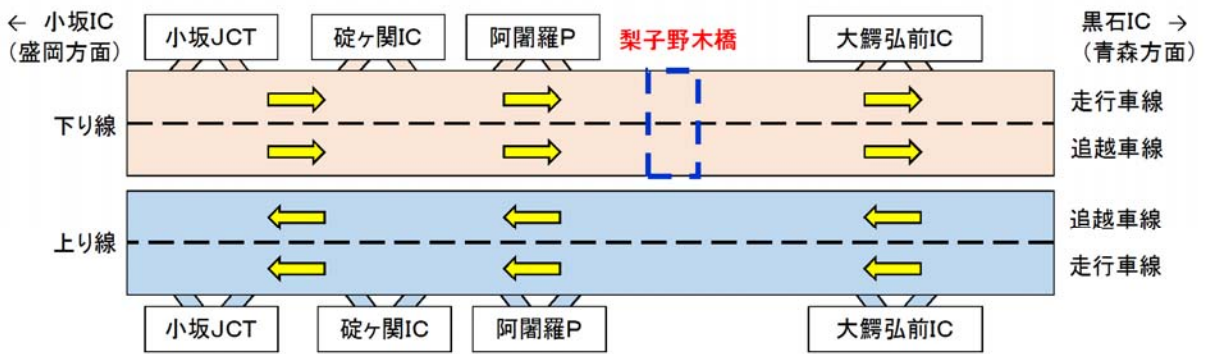 ← 小坂IC
(盛岡方面)
小坂JCT
碇ヶ関IC
阿闍羅P
梨子野木橋
大鰐弘前IC
黒石IC →
(青森方面)
下り線
走行車線
追越車線
上り線
追越車線
走行車線
小坂JCT
碇ヶ関IC
阿闍羅P
大鰐弘前IC